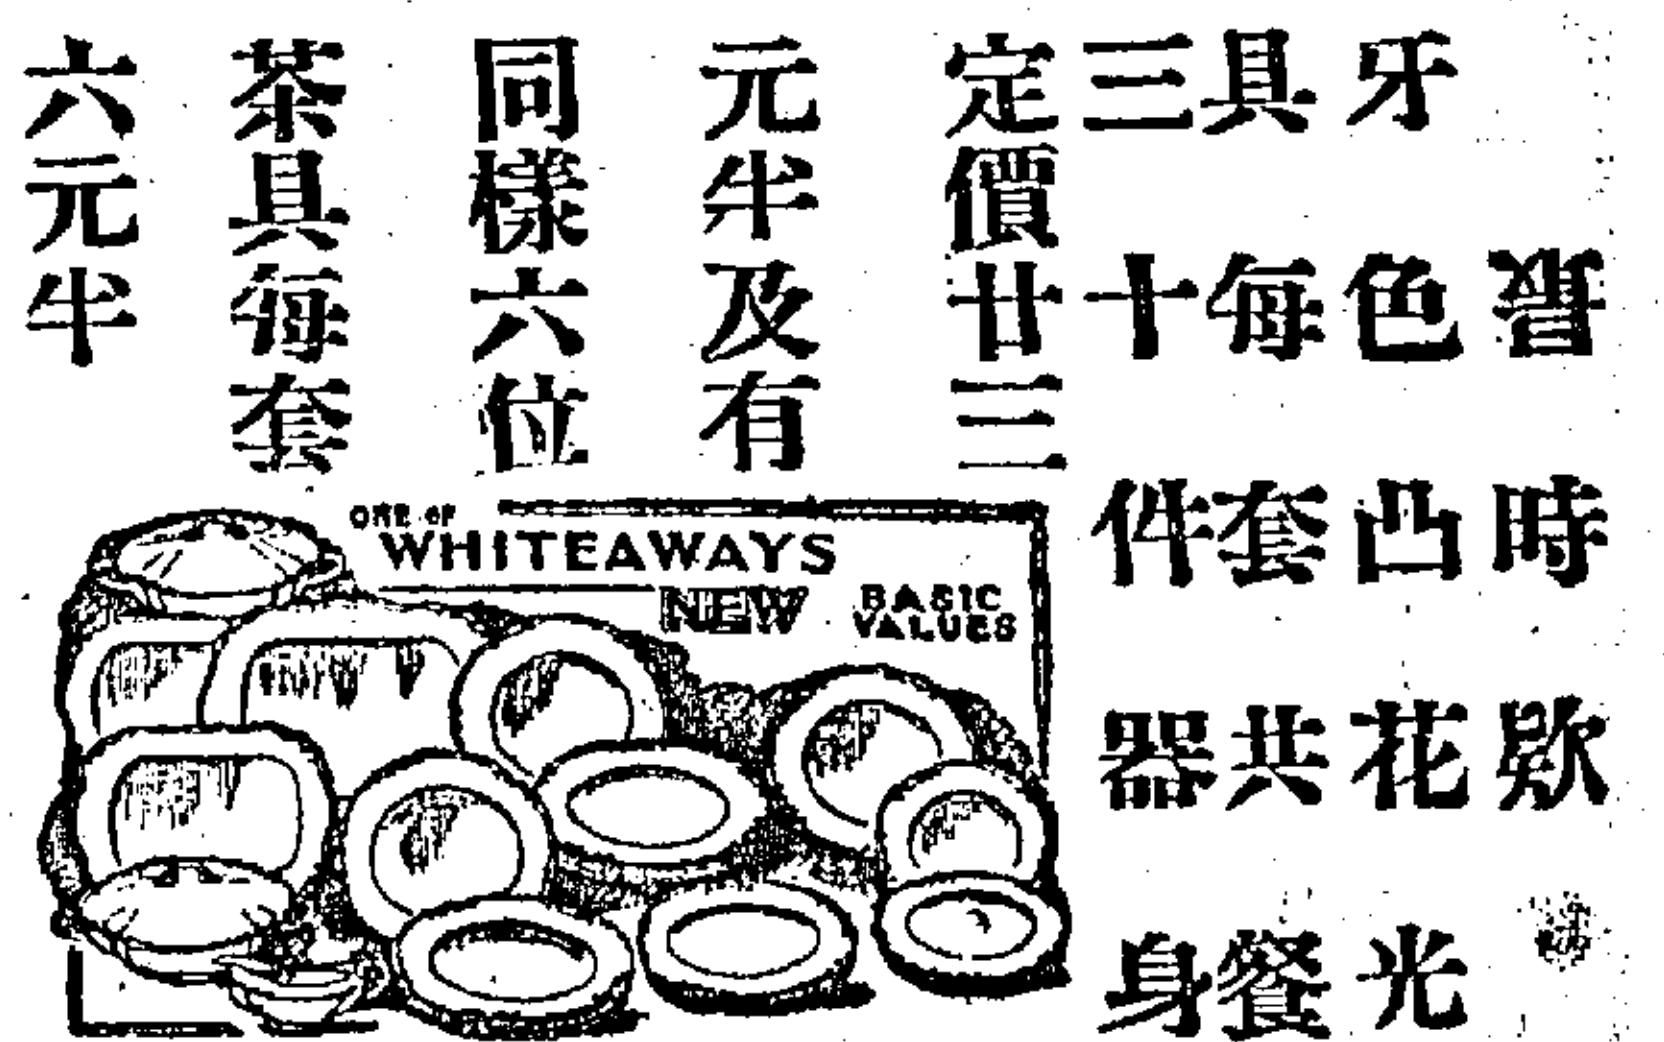 最時欵
牙色凸花光
具每套共餐
三十件器身
定價廿三
元半及有
同樣六位
茶具每套
六元半
ONE OF
WHITEAWAYS
NEW BASIC VALUES